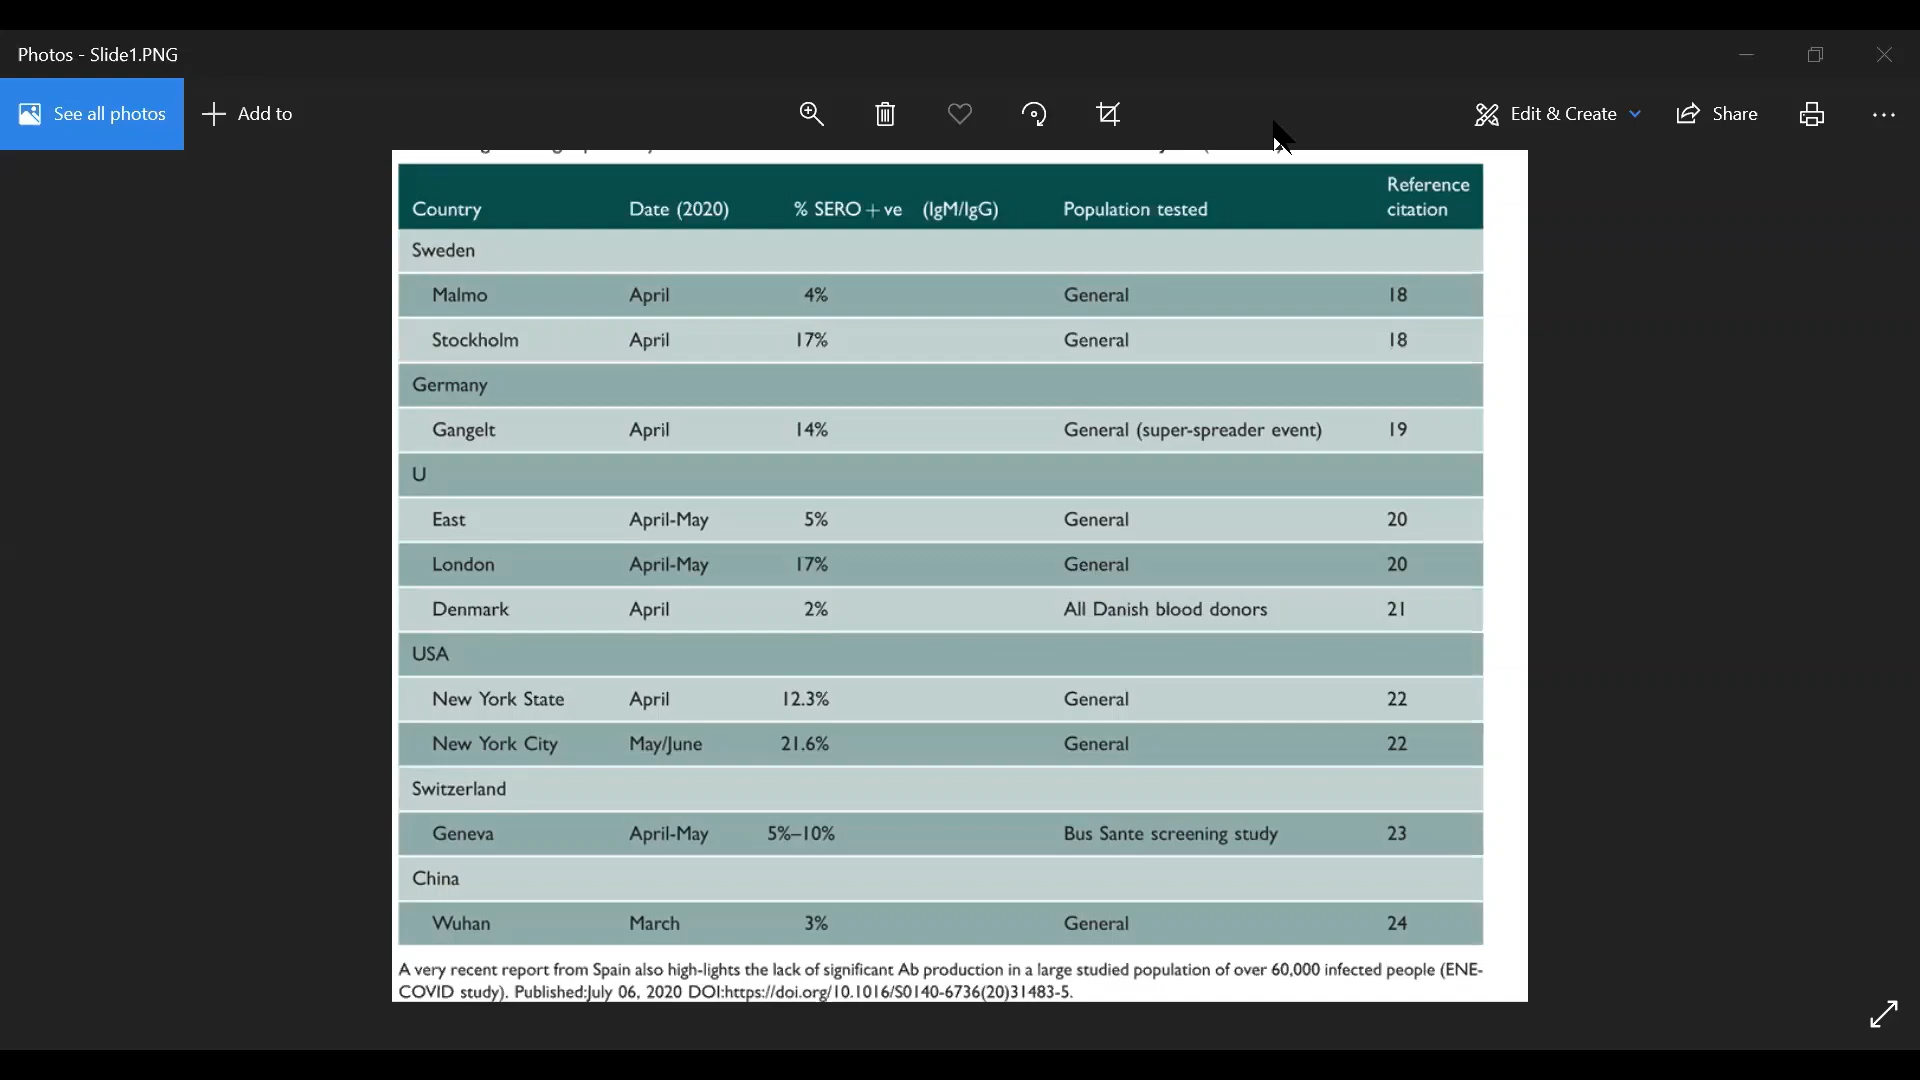 Photos - Slide1.PNG
See all photos
Add to
Edit & Create
Share
Country Date (2020) % SERO +ve (IgM/IgG) Population tested Reference citation
Sweden
Malmo April 4% General 18
Stockholm April 17% General 18
Germany
Gangelt April 14% General (super-spreader event) 19
U
East April-May 5% General 20
London April-May 17% General 20
Denmark April 2% All Danish blood donors 21
USA
New York State April 12.3% General 22
New York City May/June 21.6% General 22
Switzerland
Geneva April-May 5%–10% Bus Sante screening study 23
China
Wuhan March 3% General 24
A very recent report from Spain also high-lights the lack of significant Ab production in a large studied population of over 60,000 infected people (ENE-
COVID study). Published:July 06, 2020 DOI:https://doi.org/10.1016/S0140-6736(20)31483-5.